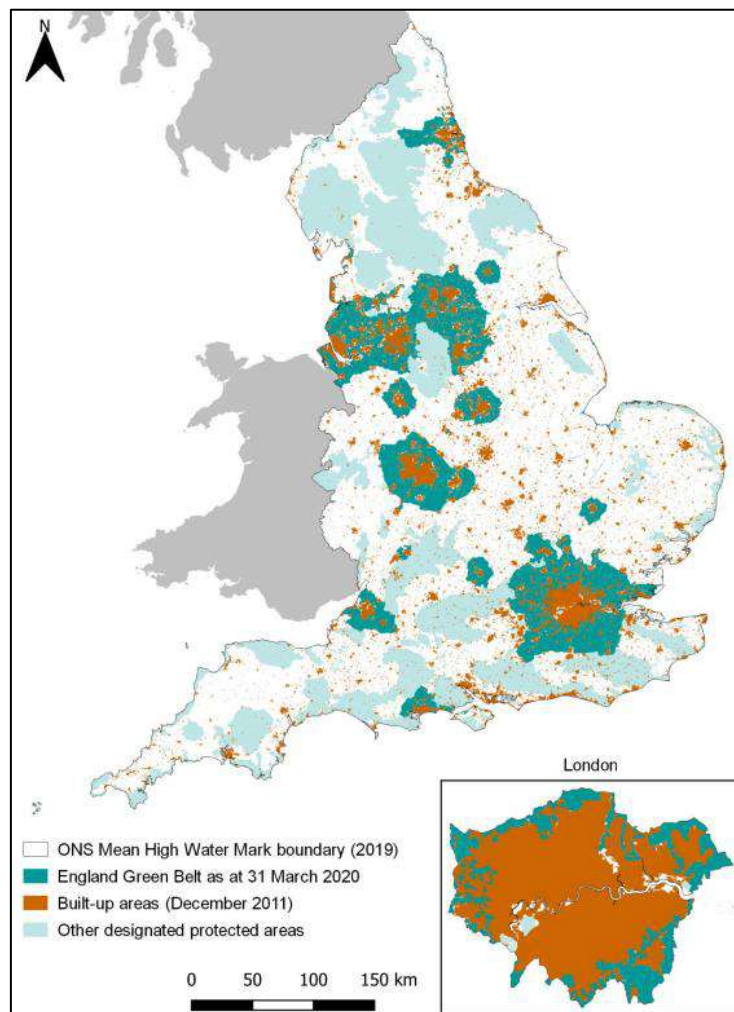 N
London
ONS Mean High Water Mark boundary (2019)
England Green Belt as at 31 March 2020
Built-up areas (December 2011)
Other designated protected areas
0 50 100 150 km